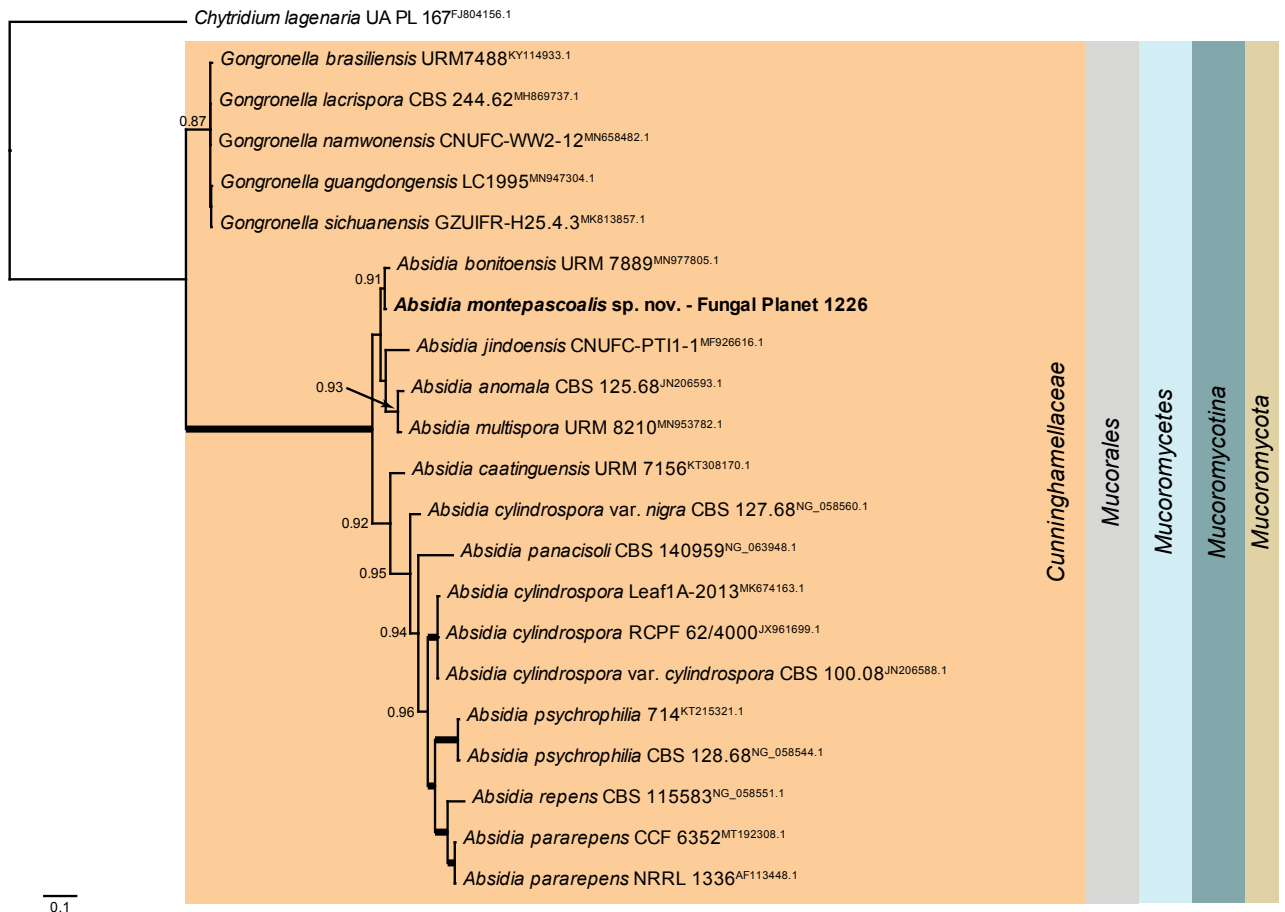 Chytridium lagenaria UA PL 167FJ804156.1
Gongronella brasiliensis URM7488KY114933.1
0.87
Gongronella lacrispora CBS 244.62MH869737.1
Gongronella namwonensis CNUFC-WW2-12MN658482.1
Gongronella guangdongensis LC1995MN947304.1
Gongronella sichuanensis GZUIFR-H25.4.3MK813857.1
Absidia bonitoensis URM 7889MN977805.1
0.91
Absidia montepascoalis sp. nov. - Fungal Planet 1226
Absidia jindoensis CNUFC-PTI1-1MF926616.1
0.93
Absidia anomala CBS 125.68JN206593.1
Absidia multispora URM 8210MN953782.1
Absidia caatinguensis URM 7156KT308170.1
0.92
Absidia cylindrospora var. nigra CBS 127.68NG_058560.1
Absidia panacisoli CBS 140959NG_063948.1
0.95
Absidia cylindrospora Leaf1A-2013MK674163.1
0.94
Absidia cylindrospora RCPF 62/4000JX961699.1
Absidia cylindrospora var. cylindrospora CBS 100.08JN206588.1
0.96
Absidia psychrophilia 714KT215321.1
Absidia psychrophilia CBS 128.68NG_058544.1
Absidia repens CBS 115583NG_058551.1
Absidia pararepens CCF 6352MT192308.1
Absidia pararepens NRRL 1336AF113448.1
0.1
Cunninghamellaceae
Mucorales
Mucoromycetes
Mucoromycotina
Mucoromycota